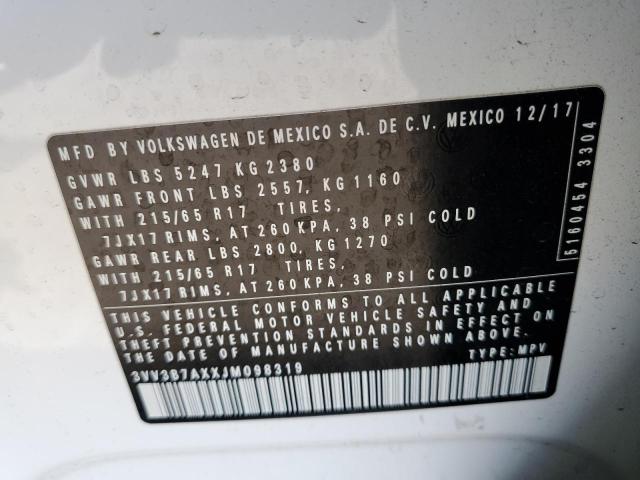 MFD BY VOLKSWAGEN DE MEXICO S.A. DE C.V. MEXICO 12/17
GVWR LBS 5247 KG 2380
GAWR FRONT LBS 2557, KG 1160
WITH 215/65 R17 TIRES,
7JX17 RIMS, AT 260 KPA, 38 PSI COLD
GAWR REAR LBS 2800, KG 1270
WITH 215/65 R17 TIRES,
7JX17 RIMS, AT 260 KPA, 38 PSI COLD
THIS VEHICLE CONFORMS TO ALL APPLICABLE
U.S. FEDERAL MOTOR VEHICLE SAFETY AND
THEFT PREVENTION STANDARDS IN EFFECT ON
DATE OF MANUFACTURE SHOWN ABOVE.
3VV3B7AXXJM098319 TYPE: MPV
5160454 3304